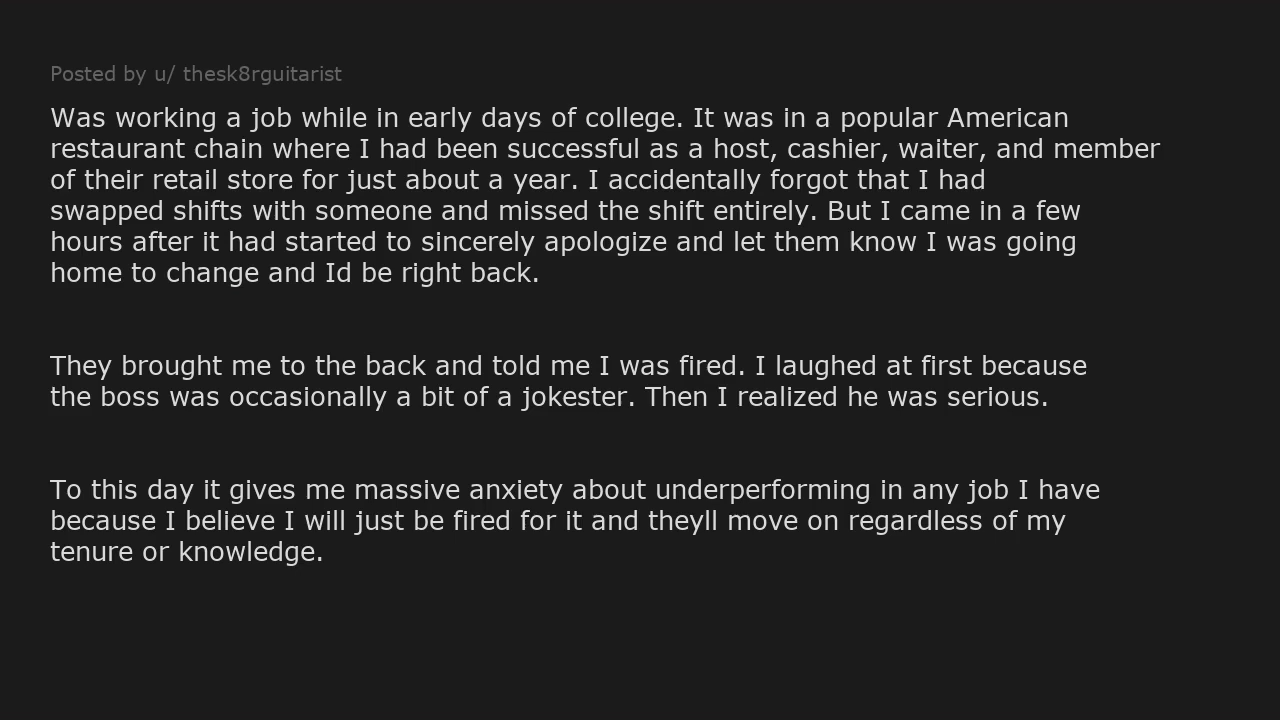 Posted by u/ thesk8rguitarist
Was working a job while in early days of college. It was in a popular American
restaurant chain where I had been successful as a host, cashier, waiter, and member
of their retail store for just about a year. I accidentally forgot that I had
swapped shifts with someone and missed the shift entirely. But I came in a few
hours after it had started to sincerely apologize and let them know I was going
home to change and Id be right back.
They brought me to the back and told me I was fired. I laughed at first because
the boss was occasionally a bit of a jokester. Then I realized he was serious.
To this day it gives me massive anxiety about underperforming in any job I have
because I believe I will just be fired for it and theyll move on regardless of my
tenure or knowledge.